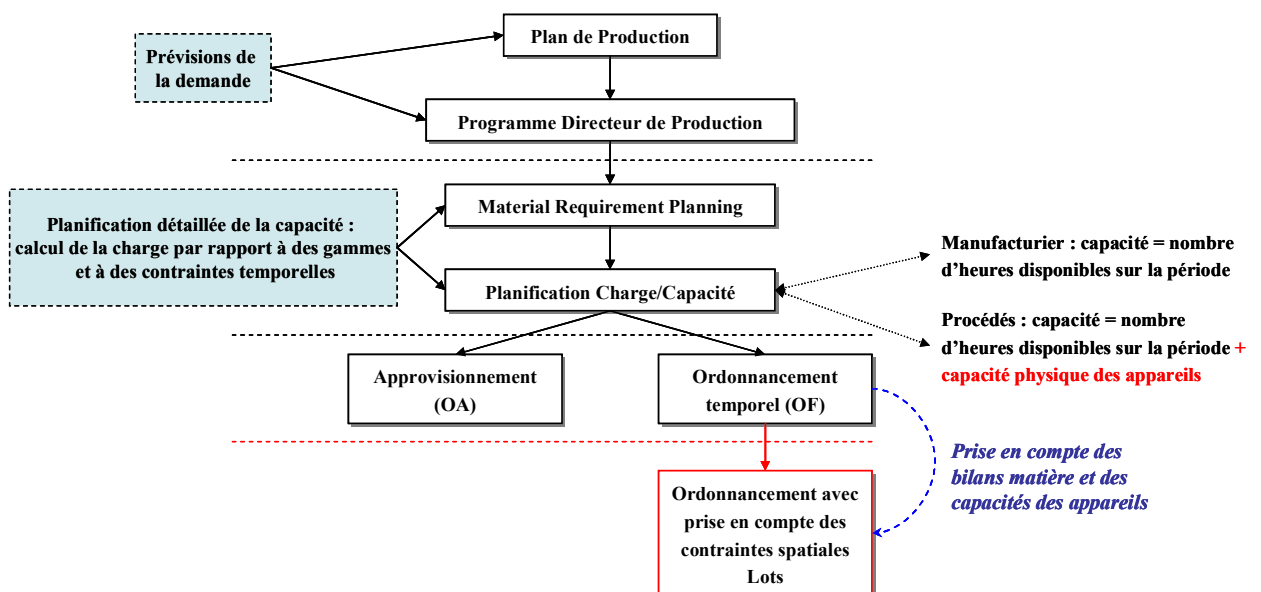 Plan de Production
Prévisions de
la demande
Programme Directeur de Production
Planification détaillée de la capacité :
calcul de la charge par rapport à des gammes
et à des contraintes temporelles
Material Requirement Planning
Planification Charge/Capacité
Manufacturier : capacité = nombre
d'heures disponibles sur la période
Procédés : capacité = nombre
d'heures disponibles sur la période +
capacité physique des appareils
Approvisionnement
(OA)
Ordonnancement
temporel (OF)
Prise en compte des
bilans matière et des
capacités des appareils
Ordonnancement avec
prise en compte des
contraintes spatiales
Lots